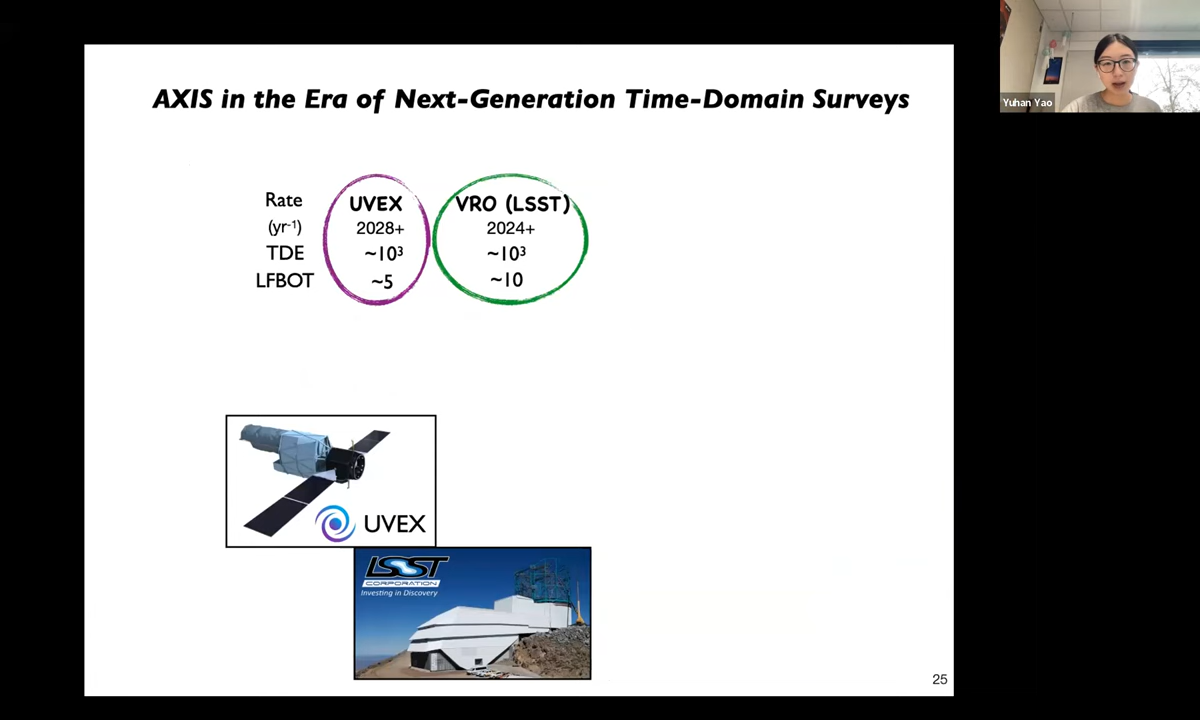 AXIS in the Era of Next-Generation Time-Domain Surveys
Yuhan Yao
Rate UVEX VRO (LSST)
(yr-1) 2028+ 2024+
TDE ~10³ ~10³
LFBOT ~5 ~10
UVEX
LSST
CORPORATION
Investing in Discovery
25